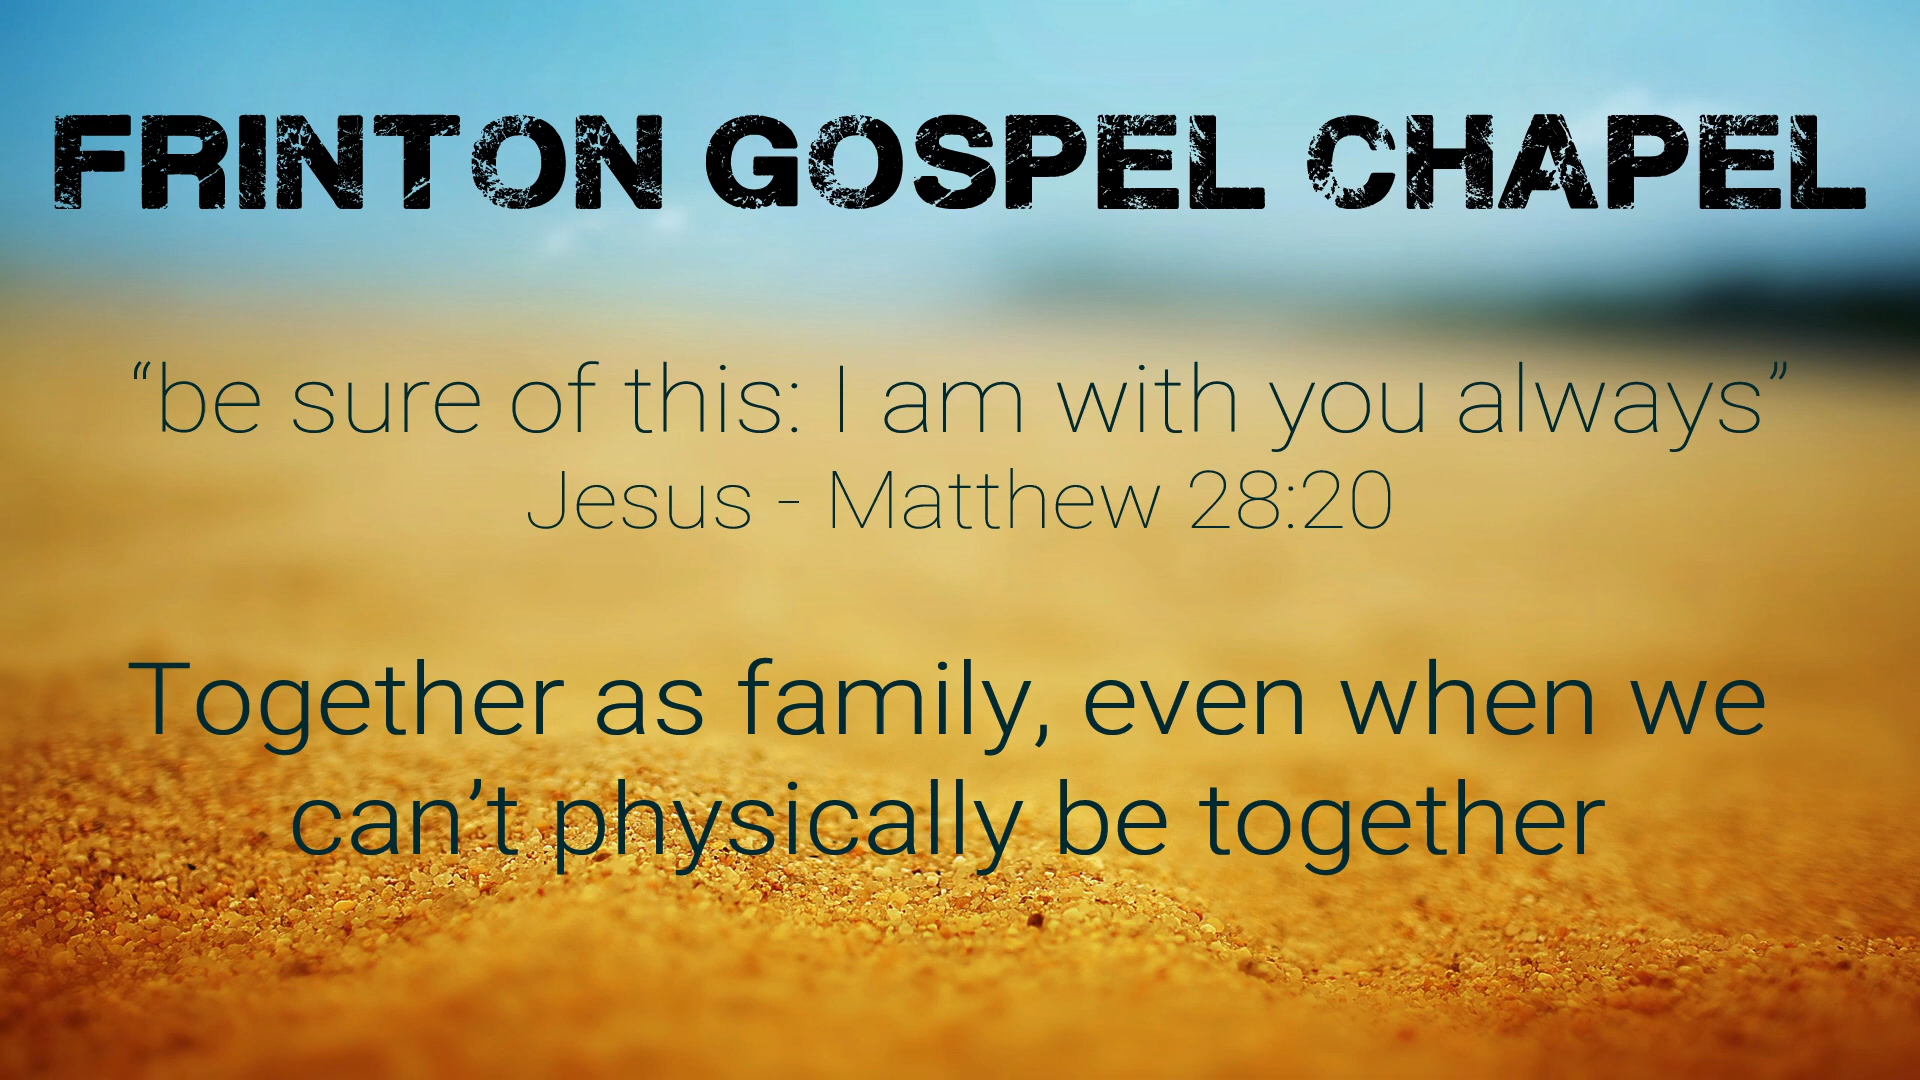 FRINTON GOSPEL CHAPEL
“be sure of this: I am with you always”
Jesus - Matthew 28:20
Together as family, even when we
can’t physically be together